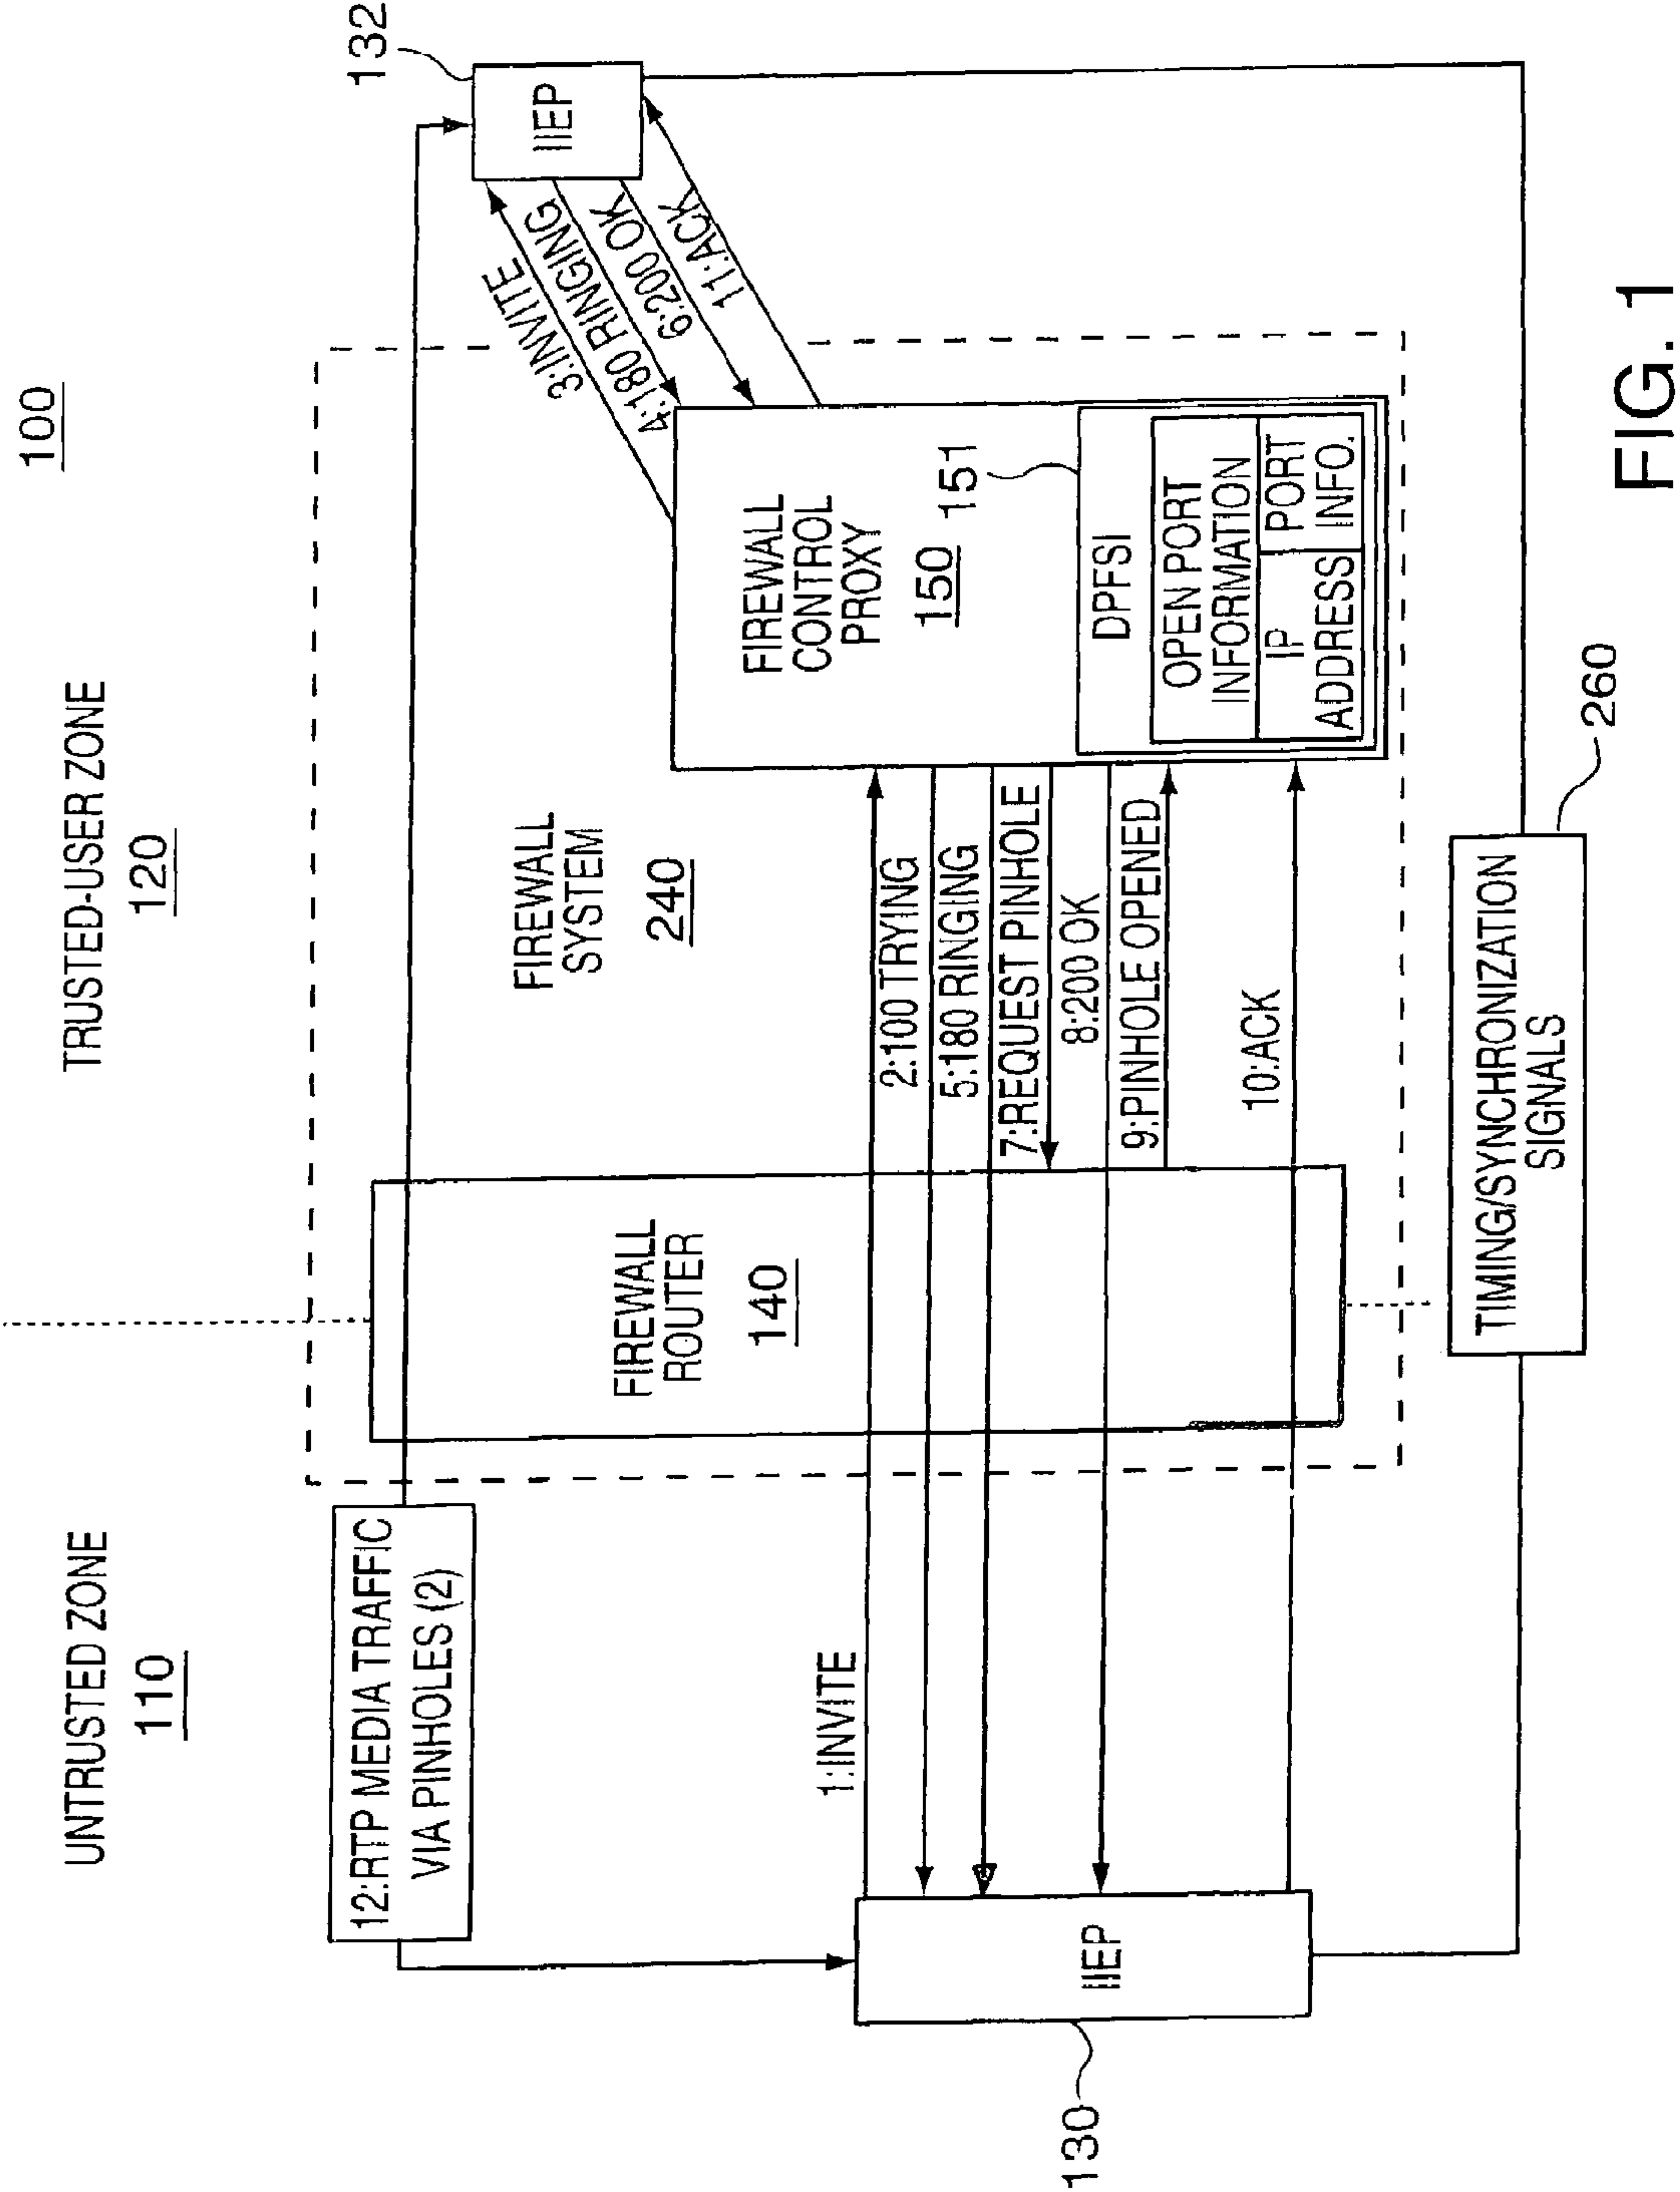 100
UNTRUSTED ZONE
110
TRUSTED-USER ZONE
120
12:RTP MEDIA TRAFFIC
VIA PINHOLES (2)
132
IIEP
FIREWALL
SYSTEM
240
3:INVITE
4:180 RINGING
6:200 OK
11:ACK
FIREWALL
ROUTER
140
FIREWALL
CONTROL
PROXY
150
151
DPFSI
OPEN PORT
INFORMATION
IP
ADDRESS
PORT
INFO.
1:INVITE
2:100 TRYING
5:180 RINGING
7:REQUEST PINHOLE
8:200 OK
9:PINHOLE OPENED
10:ACK
IIEP
130
TIMING/SYNCHRONIZATION
SIGNALS
260
FIG. 1